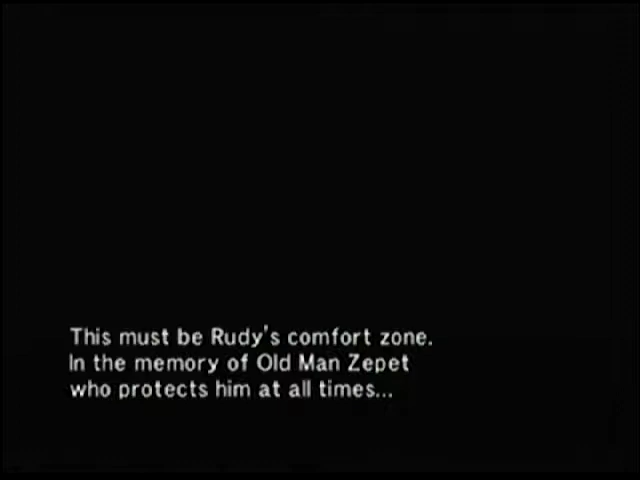 This must be Rudy's comfort zone.
In the memory of Old Man Zepet
who protects him at all times...